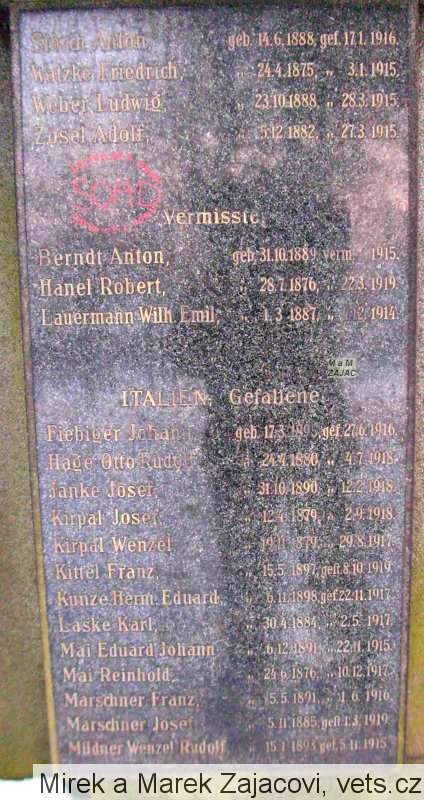 Anton, geb. 14.6.1888, gef. 17.1.1916.
Watzke Friedrich, „ 24.4.1875, „ 3.1.1915.
Weber Ludwig, „ 23.10.1888, „ 28.3.1915.
Zosel Adolf, „ 5.12.1882, „ 27.3.1915.
SOAD
Vermisste:
Berndt Anton, geb. 31.10.1889, verm. 1915.
Hanel Robert, „ 28.7.1876, „ 22.3.1919.
Lauermann Wilh. Emil, „ 1.3.1887, „ 1914.
M a M
ZAJAC
ITALIEN: Gefallene:
Fiebiger Johann, geb. gef. 27.6.1916.
Hage Otto Rudolf, „ 24.4.1880, „ 4.7.1918.
Janke Josef, „ 31.10.1890, „ 12.2.1918.
Kirpal Josef, „ 12.4.1879, „ 2.9.1918.
Kirpal Wenzel, „ 19.11.1879, „ 29.8.1917.
Kittel Franz, „ 15.5.1897, gest. 8.10.1919.
Kunze Herm. Eduard, „ 6.11.1898, gef. 22.11.1917.
Laske Karl, „ 30.4.1884, „ 2.5.1917.
Mai Eduard Johann, „ 6.12.1891, „ 22.11.1915.
Mai Reinhold, „ 24.6.1876, „ 10.12.1917.
Marschner Franz, „ 5.5.1891, „ 1.6.1916.
Marschner Josef, „ 5.11.1885, gest. 1.3.1919.
Mildner Wenzel Rudolf, „ 15.1.1893, gef. 5.11.1915.
Mirek a Marek Zajacovi, vets.cz